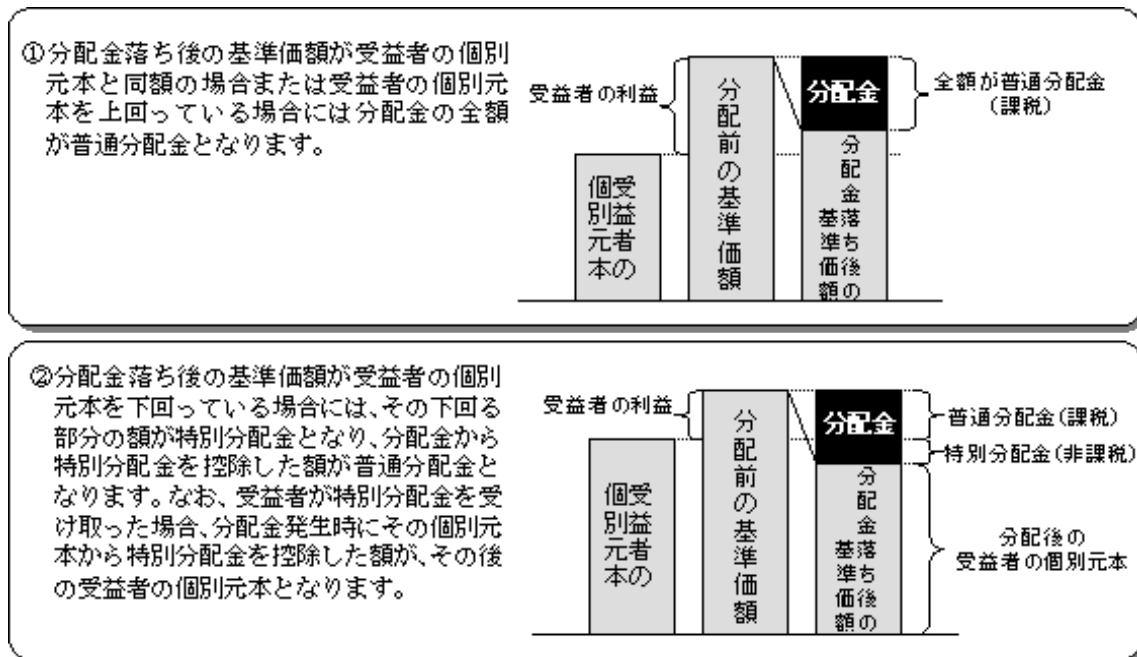 ①分配金落ち後の基準価額が受益者の個別
元本と同額の場合または受益者の個別元
本を上回っている場合には分配金の全額
が普通分配金となります。
受益者の利益
受益者の
個別元本
分配前の基準価額
分配金
分配金落ち後の
基準価額
全額が普通分配金
(課税)
②分配金落ち後の基準価額が受益者の個別
元本を下回っている場合には、その下回る
部分の額が特別分配金となり、分配金から
特別分配金を控除した額が普通分配金と
なります。なお、受益者が特別分配金を受
け取った場合、分配金発生時にその個別元
本から特別分配金を控除した額が、その後
の受益者の個別元本となります。
受益者の利益
受益者の
個別元本
分配前の基準価額
分配金
分配金落ち後の
基準価額
普通分配金(課税)
特別分配金(非課税)
分配後の
受益者の個別元本